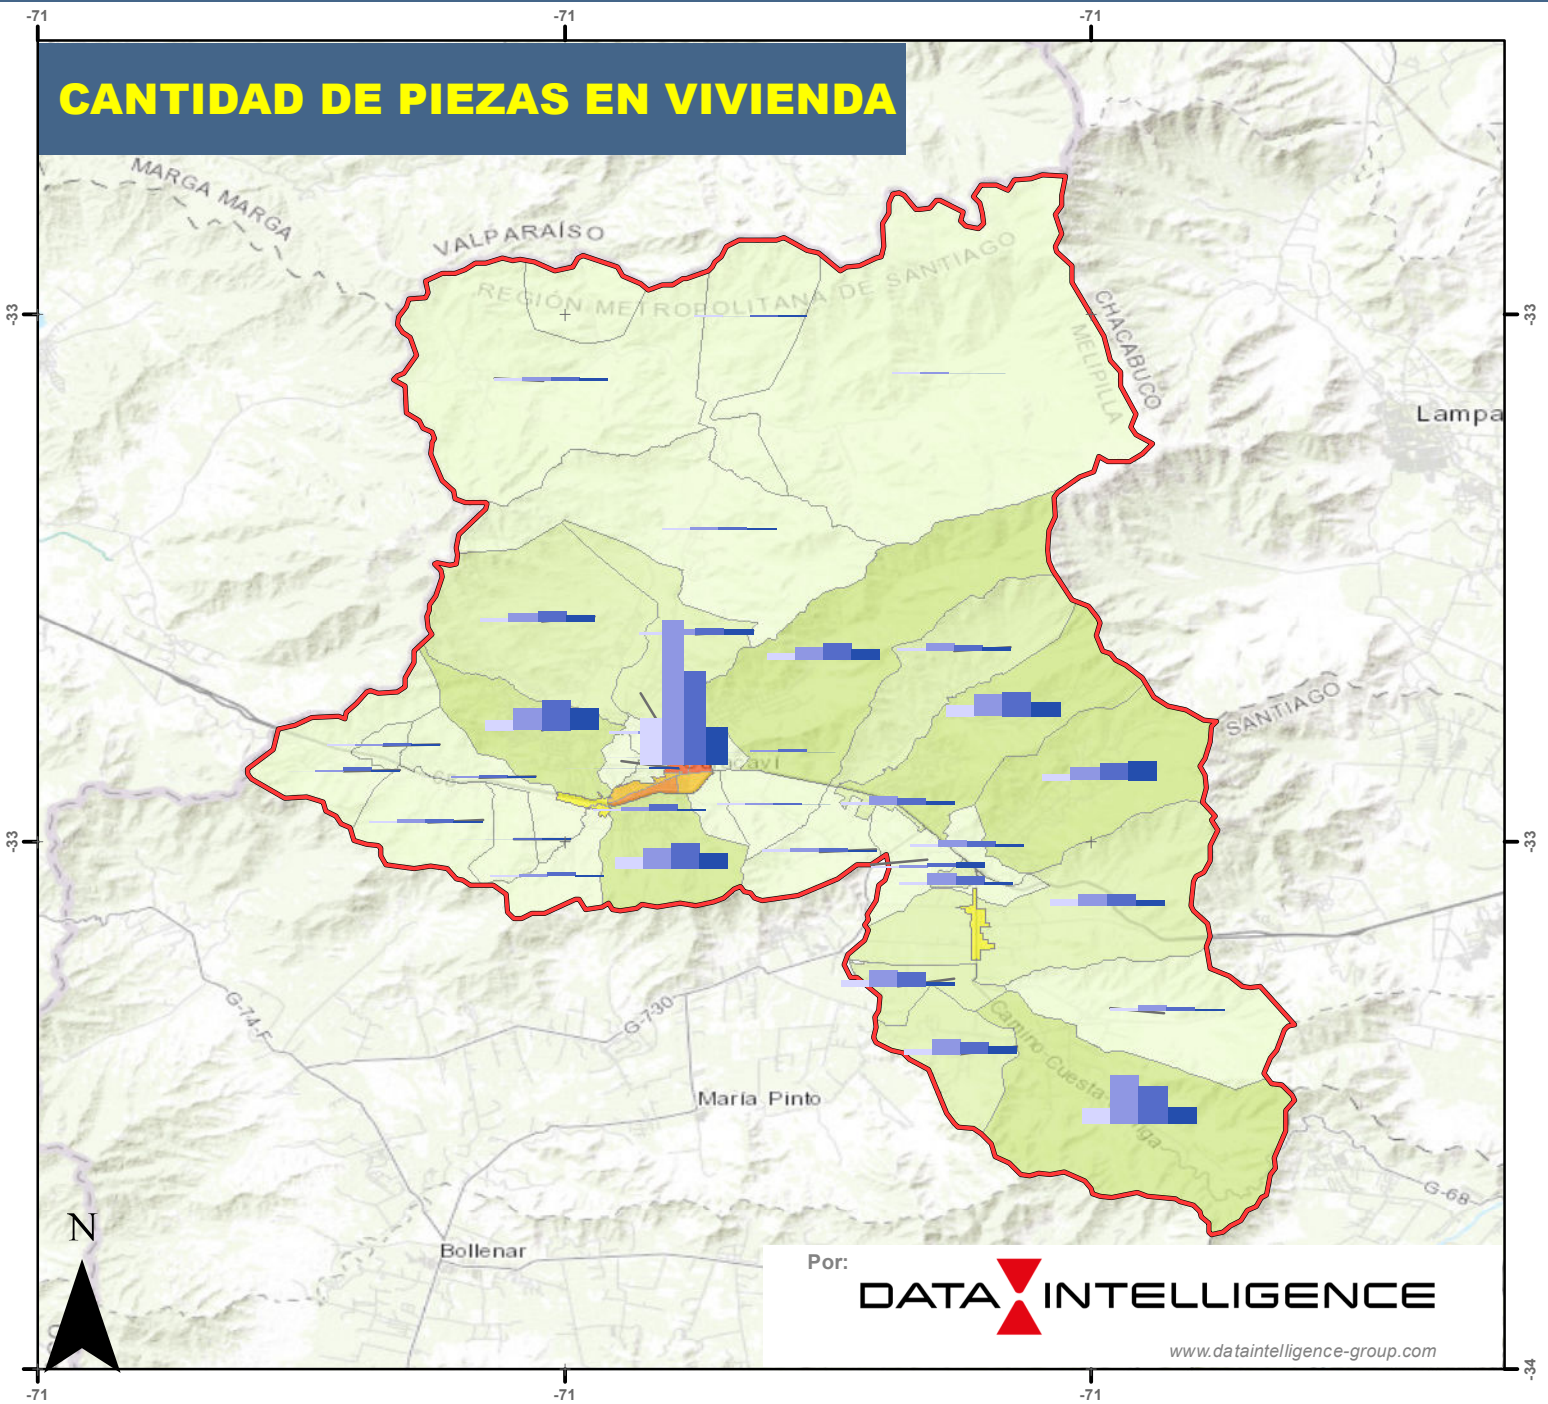 -71
-71
-71
CANTIDAD DE PIEZAS EN VIVIENDA
MARGA MARGA
VALPARAÍSO
REGIÓN METROPOLITANA DE SANTIAGO
CHACABUCO
MELIPILLA
-33
-33
Lampa
SANTIAGO
-33
-33
G-74-F
G-730
Camino Cuesta
María Pinto
G-68
N
Bollenar
Por:
DATA INTELLIGENCE
www.dataintelligence-group.com
-34
-71
-71
-71